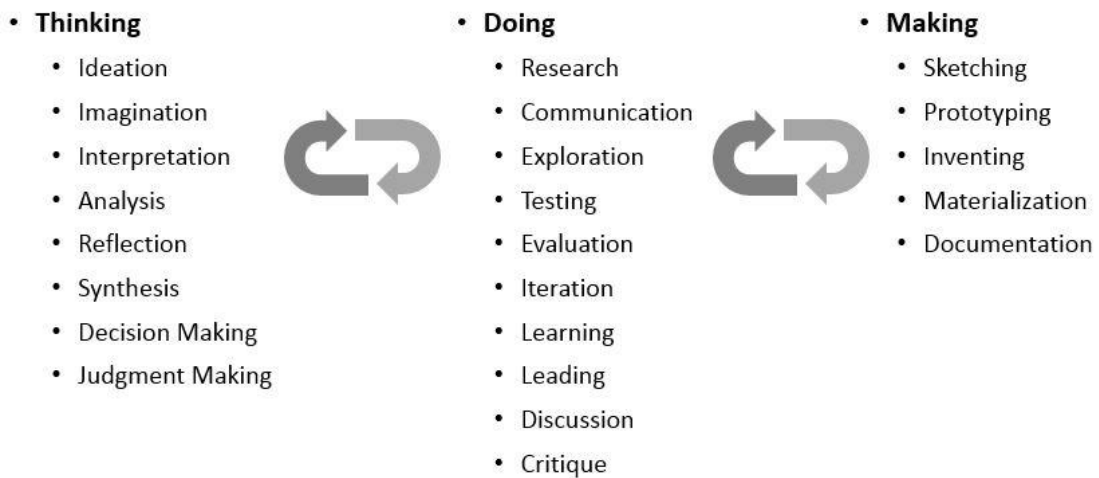 • Thinking
• Ideation
• Imagination
• Interpretation
• Analysis
• Reflection
• Synthesis
• Decision Making
• Judgment Making
• Doing
• Research
• Communication
• Exploration
• Testing
• Evaluation
• Iteration
• Learning
• Leading
• Discussion
• Critique
• Making
• Sketching
• Prototyping
• Inventing
• Materialization
• Documentation